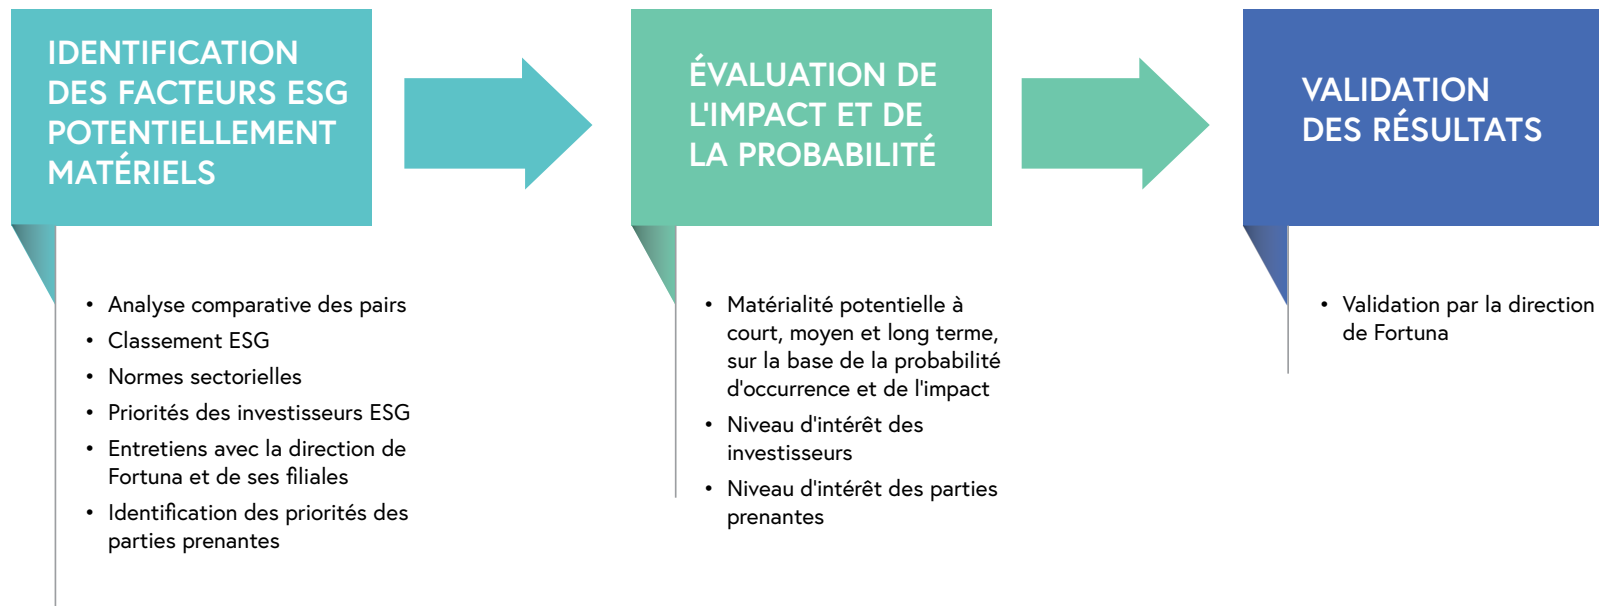 IDENTIFICATION
DES FACTEURS ESG
POTENTIELLEMENT
MATÉRIELS
• Analyse comparative des pairs
• Classement ESG
• Normes sectorielles
• Priorités des investisseurs ESG
• Entretiens avec la direction de
Fortuna et de ses filiales
• Identification des priorités des
parties prenantes
ÉVALUATION DE
L'IMPACT ET DE
LA PROBABILITÉ
• Matérialité potentielle à
court, moyen et long terme,
sur la base de la probabilité
d'occurrence et de l'impact
• Niveau d'intérêt des
investisseurs
• Niveau d'intérêt des parties
prenantes
VALIDATION
DES RÉSULTATS
• Validation par la direction
de Fortuna